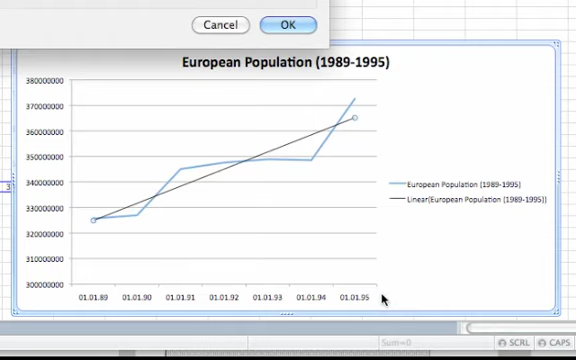 Cancel
OK
European Population (1989-1995)
380000000
370000000
360000000
350000000
340000000
330000000
320000000
310000000
300000000
01.01.89
01.01.90
01.01.91
01.01.92
01.01.93
01.01.94
01.01.95
European Population (1989-1995)
Linear(European Population (1989-1995))
3
Sum=0
SCRL
CAPS